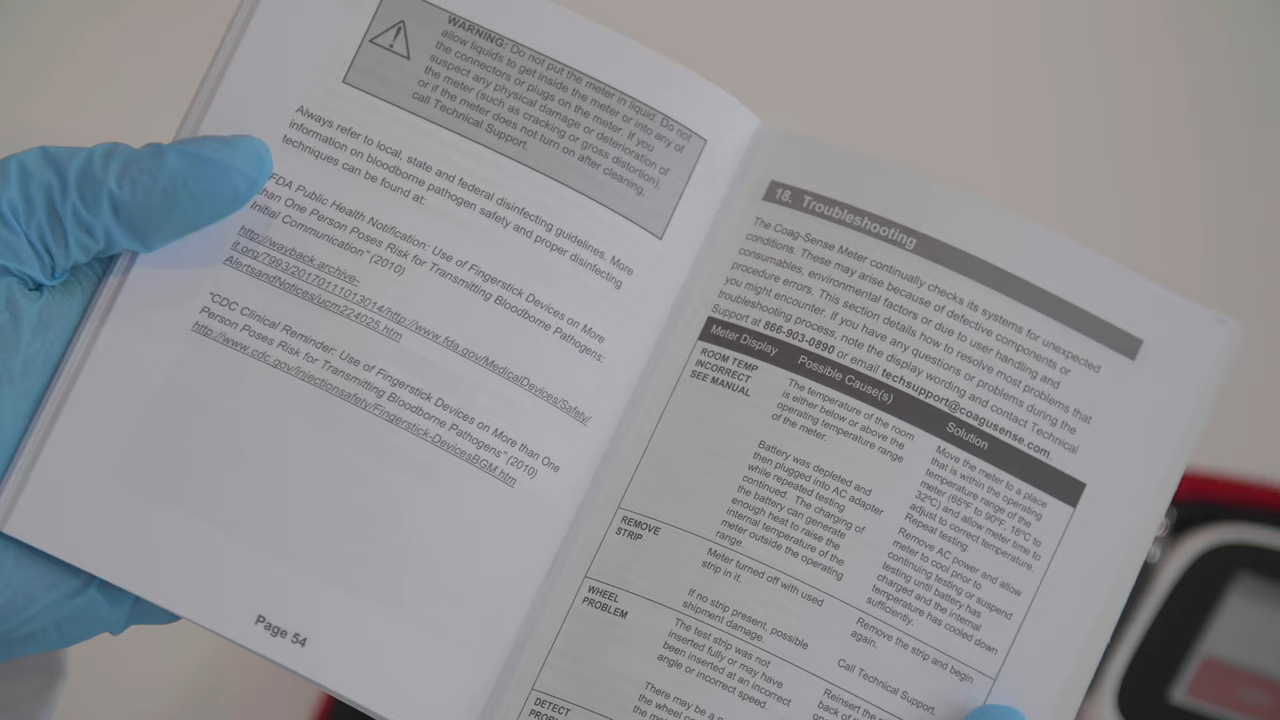 WARNING: Do not put the meter in liquid. Do not
allow liquids to get inside the meter or into any of
the connectors or plugs on the meter. If you
suspect any physical damage or deterioration of
the meter (such as cracking or gross distortion),
or if the meter does not turn on after cleaning,
call Technical Support.
Always refer to local, state and federal disinfecting guidelines. More
information on bloodborne pathogen safety and proper disinfecting
techniques can be found at:
FDA Public Health Notification: Use of Fingerstick Devices on More
than One Person Poses Risk for Transmitting Bloodborne Pathogens:
Initial Communication" (2010)
http://wayback.archive-
it.org/7993/20170111013014/http://www.fda.gov/MedicalDevices/Safety/
AlertsandNotices/ucm224025.htm
"CDC Clinical Reminder: Use of Fingerstick Devices on More than One
Person Poses Risk for Transmitting Bloodborne Pathogens" (2010)
http://www.cdc.gov/injectionsafety/Fingerstick-DevicesBGM.htm
Page 54
18. Troubleshooting
The Coag-Sense Meter continually checks its systems for unexpected
conditions. These may arise because of defective components or
consumables, environmental factors or due to user handling and
procedure errors. This section details how to resolve most problems that
you might encounter. If you have any questions or problems during the
troubleshooting process, note the display wording and contact Technical
Support at 866-903-0890 or email techsupport@coagusense.com.
Meter Display Possible Cause(s) Solution
ROOM TEMP
INCORRECT
SEE MANUAL
The temperature of the room
is either below or above the
operating temperature range
of the meter.
Move the meter to a place
that is within the operating
temperature range of the
meter (65°F to 90°F, 18°C to
32°C) and allow meter time to
adjust to correct temperature.
Repeat testing.
Battery was depleted and
then plugged into AC adapter
while repeated testing
continued. The charging of
the battery can generate
enough heat to raise the
internal temperature of the
meter outside the operating
range.
Remove AC power and allow
meter to cool prior to
continuing testing or suspend
testing until battery has
charged and the internal
temperature has cooled down
sufficiently.
REMOVE
STRIP
Meter turned off with used
strip in it.
Remove the strip and begin
again.
If no strip present, possible
shipment damage.
Call Technical Support.
WHEEL
PROBLEM
The test strip was not
inserted fully or may have
been inserted at an incorrect
angle or incorrect speed.
Reinsert the
back of
There may be a
the wheel
DETECT